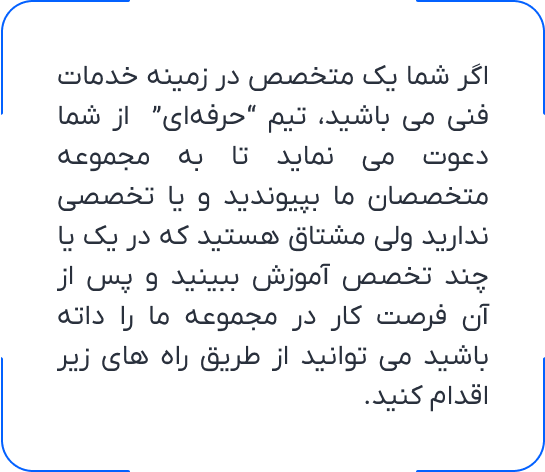 اگر شما یک متخصص در زمینه خدمات
فنی می باشید، تیم “حرفه‌ای” از شما
دعوت می نماید تا به مجموعه
متخصصان ما بپیوندید و یا تخصصی
ندارید ولی مشتاق هستید که در یک یا
چند تخصص آموزش ببینید و پس از
آن فرصت کار در مجموعه ما را داته
باشید می توانید از طریق راه های زیر
اقدام کنید.